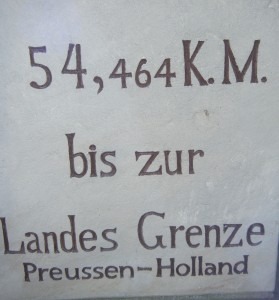 54,464 K.M.
bis zur
Landes Grenze
Preussen-Holland